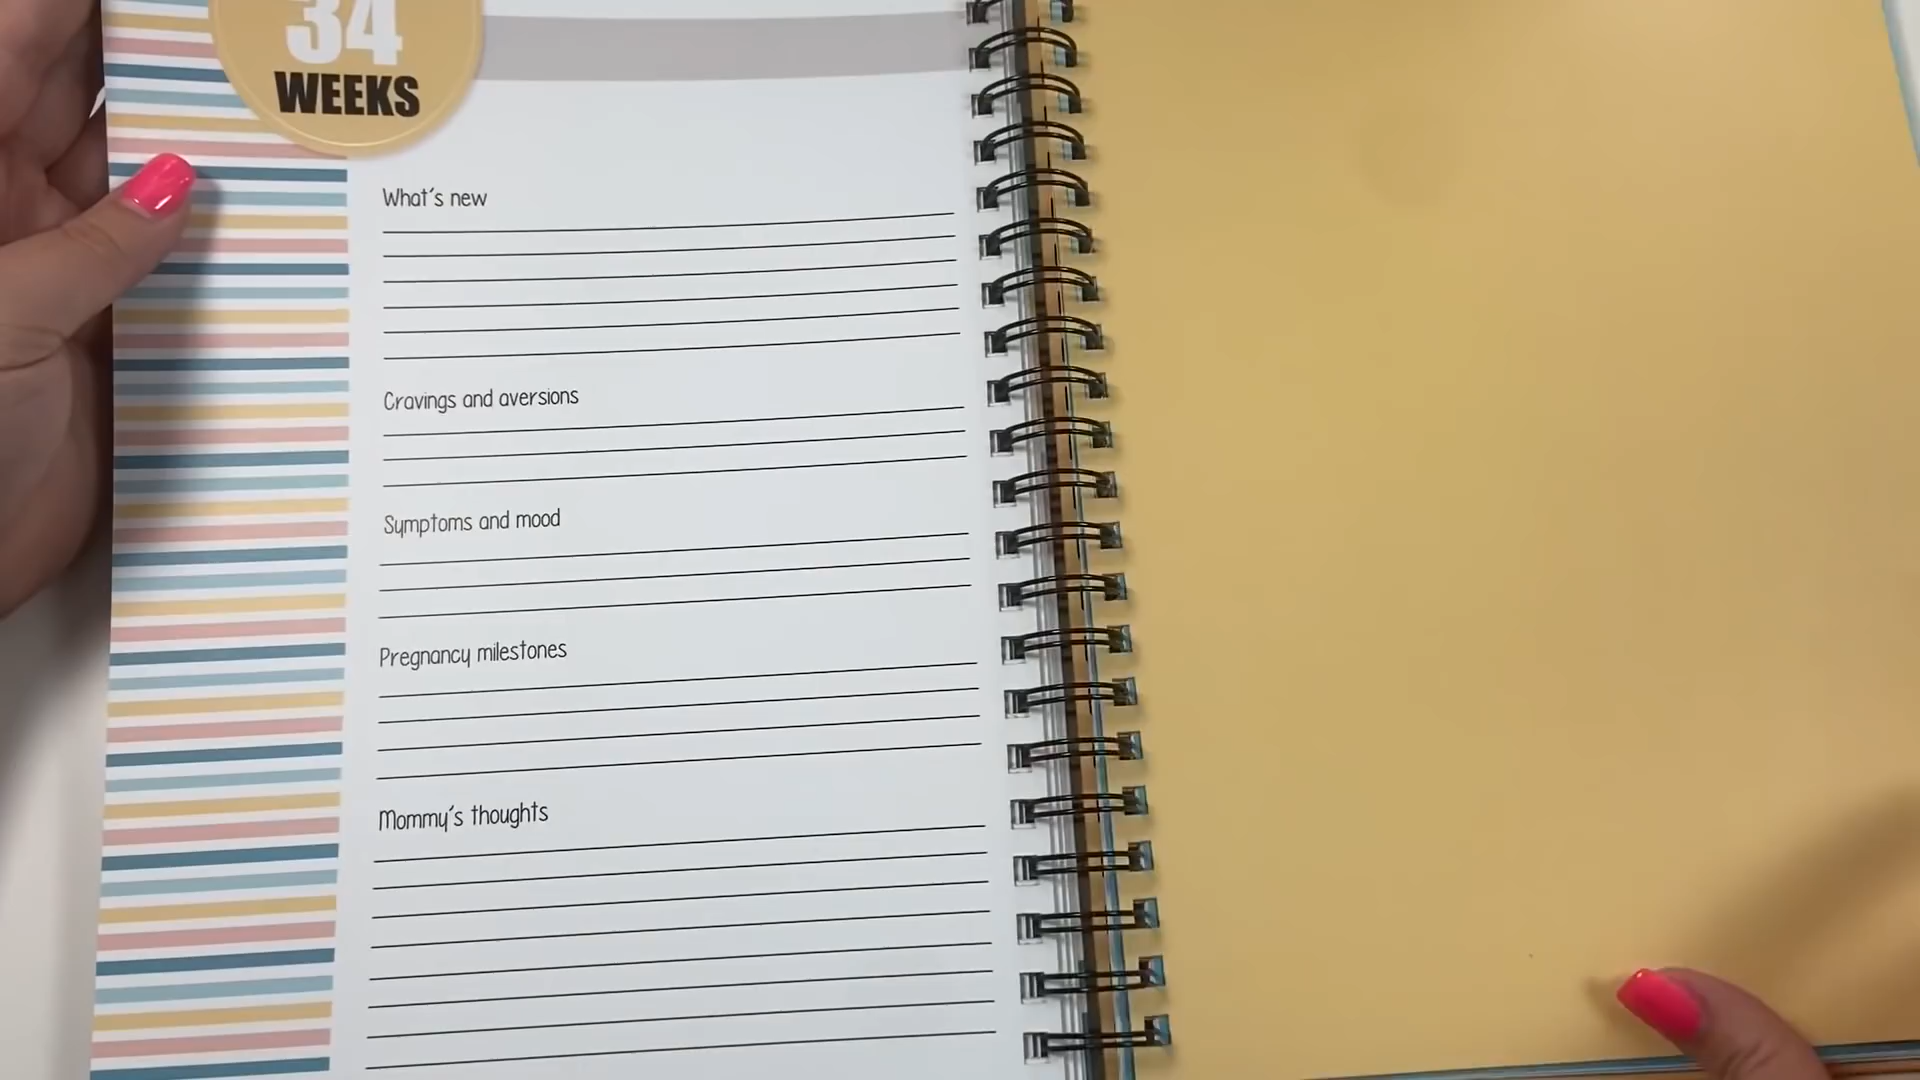 34
WEEKS
What's new
Cravings and aversions
Symptoms and mood
Pregnancy milestones
Mommy's thoughts